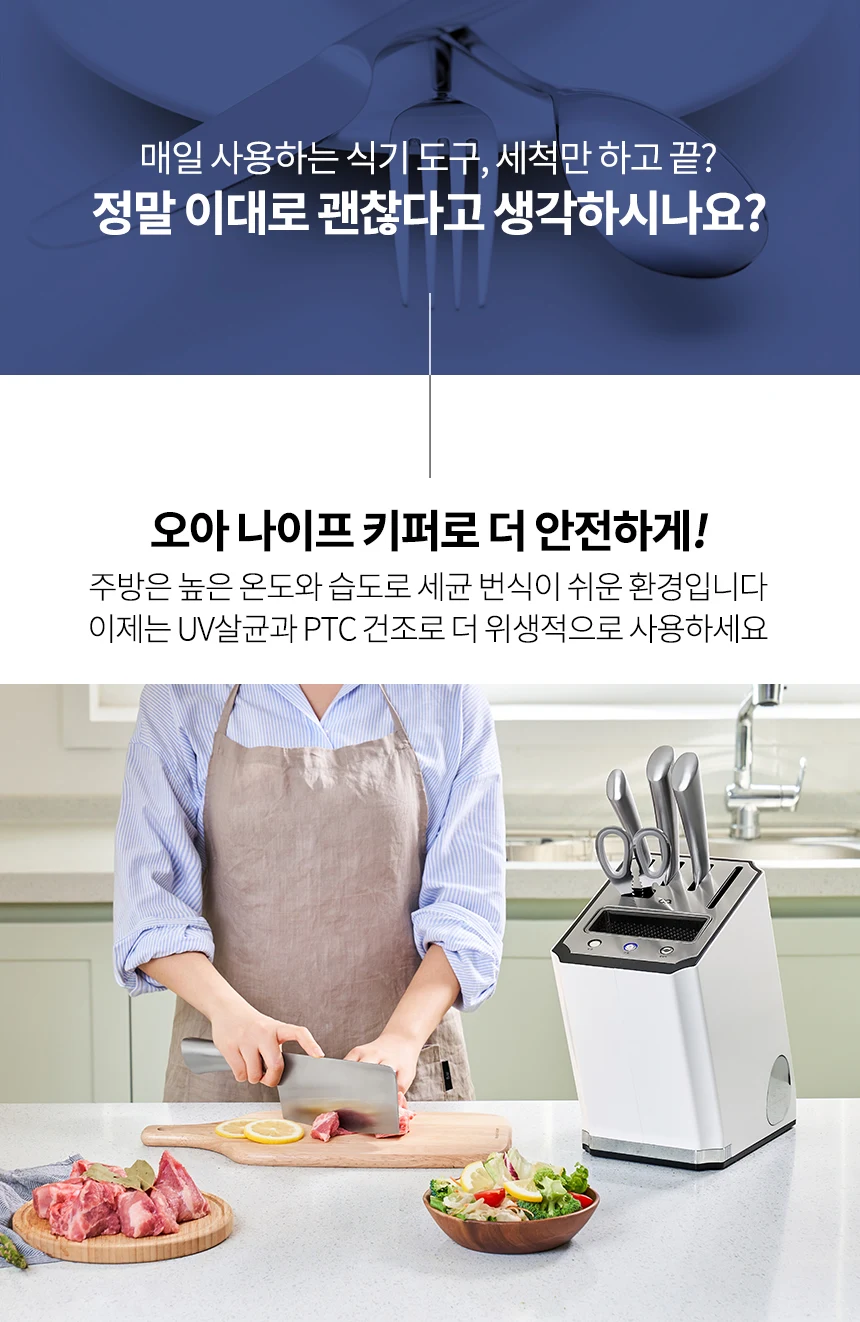 매일 사용하는 식기 도구, 세척만 하고 끝?
정말 이대로 괜찮다고 생각하시나요?
오아 나이프 키퍼로 더 안전하게!
주방은 높은 온도와 습도로 세균 번식이 쉬운 환경입니다
이제는 UV살균과 PTC 건조로 더 위생적으로 사용하세요